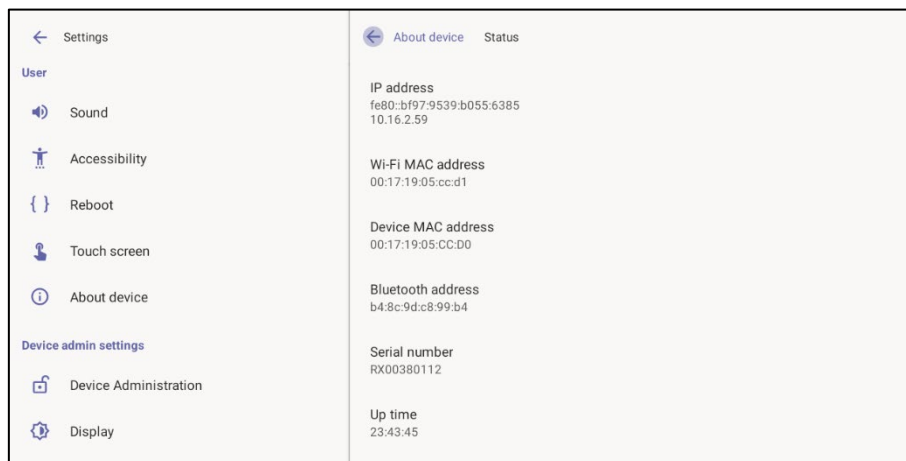 Settings
User
Sound
Accessibility
Reboot
Touch screen
About device
Device admin settings
Device Administration
Display
About device Status
IP address
fe80::bf97:9539:b055:6385
10.16.2.59
Wi-Fi MAC address
00:17:19:05:cc:d1
Device MAC address
00:17:19:05:CC:D0
Bluetooth address
b4:8c:9d:c8:99:b4
Serial number
RX00380112
Up time
23:43:45